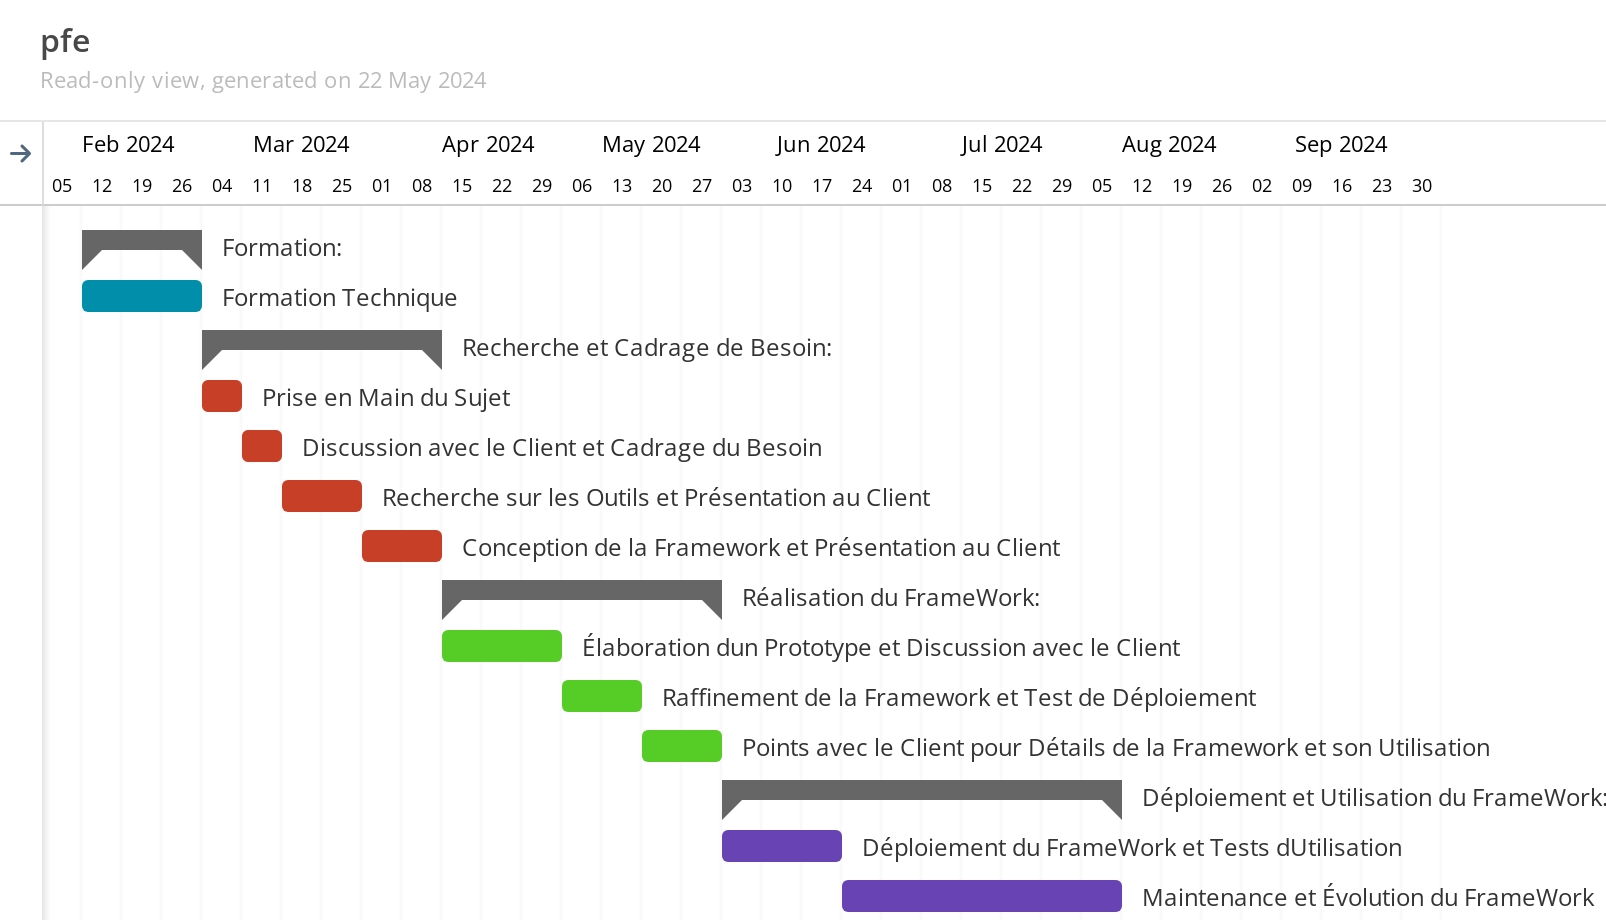 pfe
Read-only view, generated on 22 May 2024
Feb 2024 Mar 2024 Apr 2024 May 2024 Jun 2024 Jul 2024 Aug 2024 Sep 2024
05 12 19 26 04 11 18 25 01 08 15 22 29 06 13 20 27 03 10 17 24 01 08 15 22 29 05 12 19 26 02 09 16 23 30
Formation:
Formation Technique
Recherche et Cadrage de Besoin:
Prise en Main du Sujet
Discussion avec le Client et Cadrage du Besoin
Recherche sur les Outils et Présentation au Client
Conception de la Framework et Présentation au Client
Réalisation du FrameWork:
Élaboration dun Prototype et Discussion avec le Client
Raffinement de la Framework et Test de Déploiement
Points avec le Client pour Détails de la Framework et son Utilisation
Déploiement et Utilisation du FrameWork:
Déploiement du FrameWork et Tests dUtilisation
Maintenance et Évolution du FrameWork